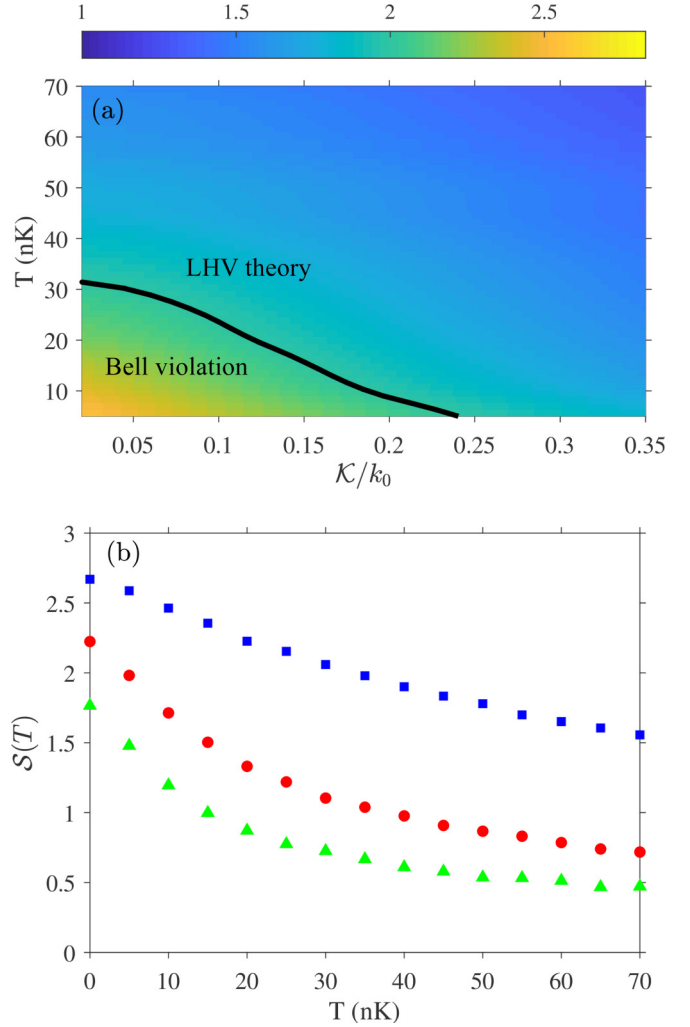 1 1.5 2 2.5
(a)
70
60
50
40
30
20
10
T (nK)
LHV theory
Bell violation
0.05 0.1 0.15 0.2 0.25 0.3 0.35
𝒦/k₀
(b)
3
2.5
2
1.5
1
0.5
0
𝒮(T)
0 10 20 30 40 50 60 70
T (nK)